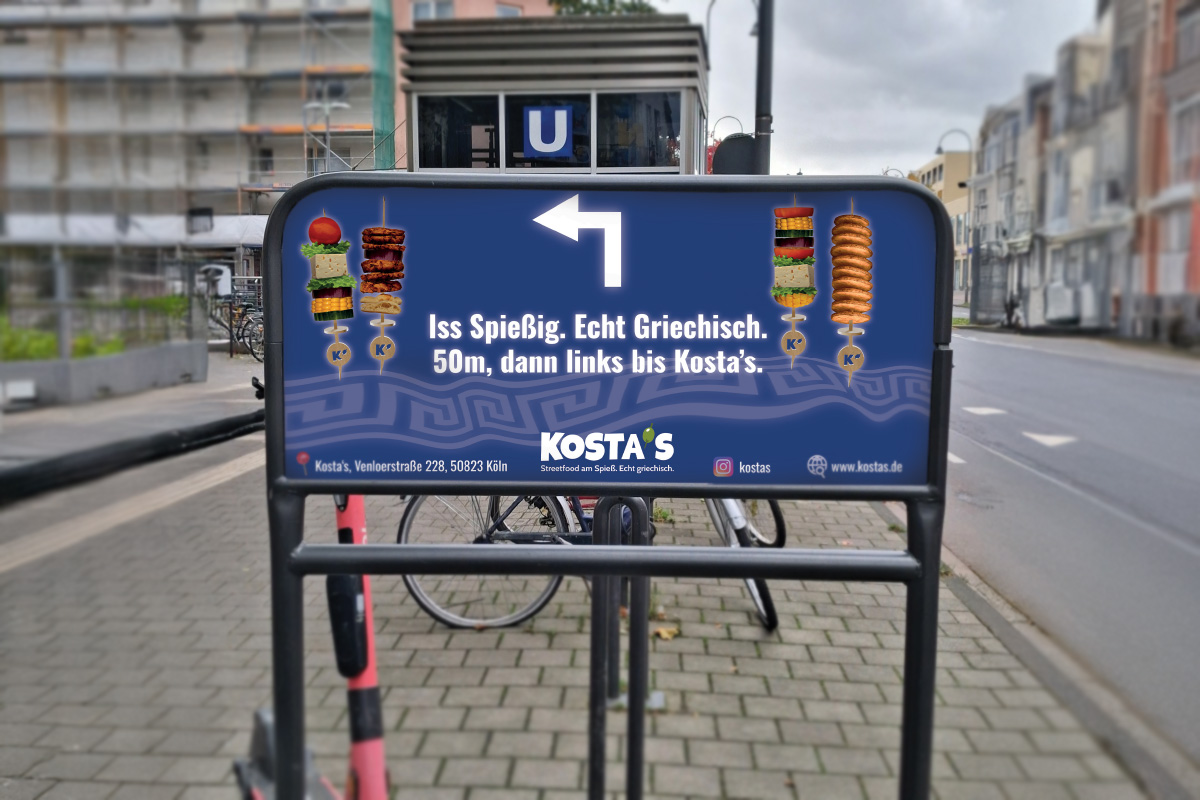 U
Iss Spießig. Echt Griechisch.
50m, dann links bis Kosta's.
K'
K'
K'
K'
KOSTA'S
Streetfood am Spieß. Echt griechisch.
Kosta's, Venloerstraße 228, 50823 Köln
kostas
www.kostas.de